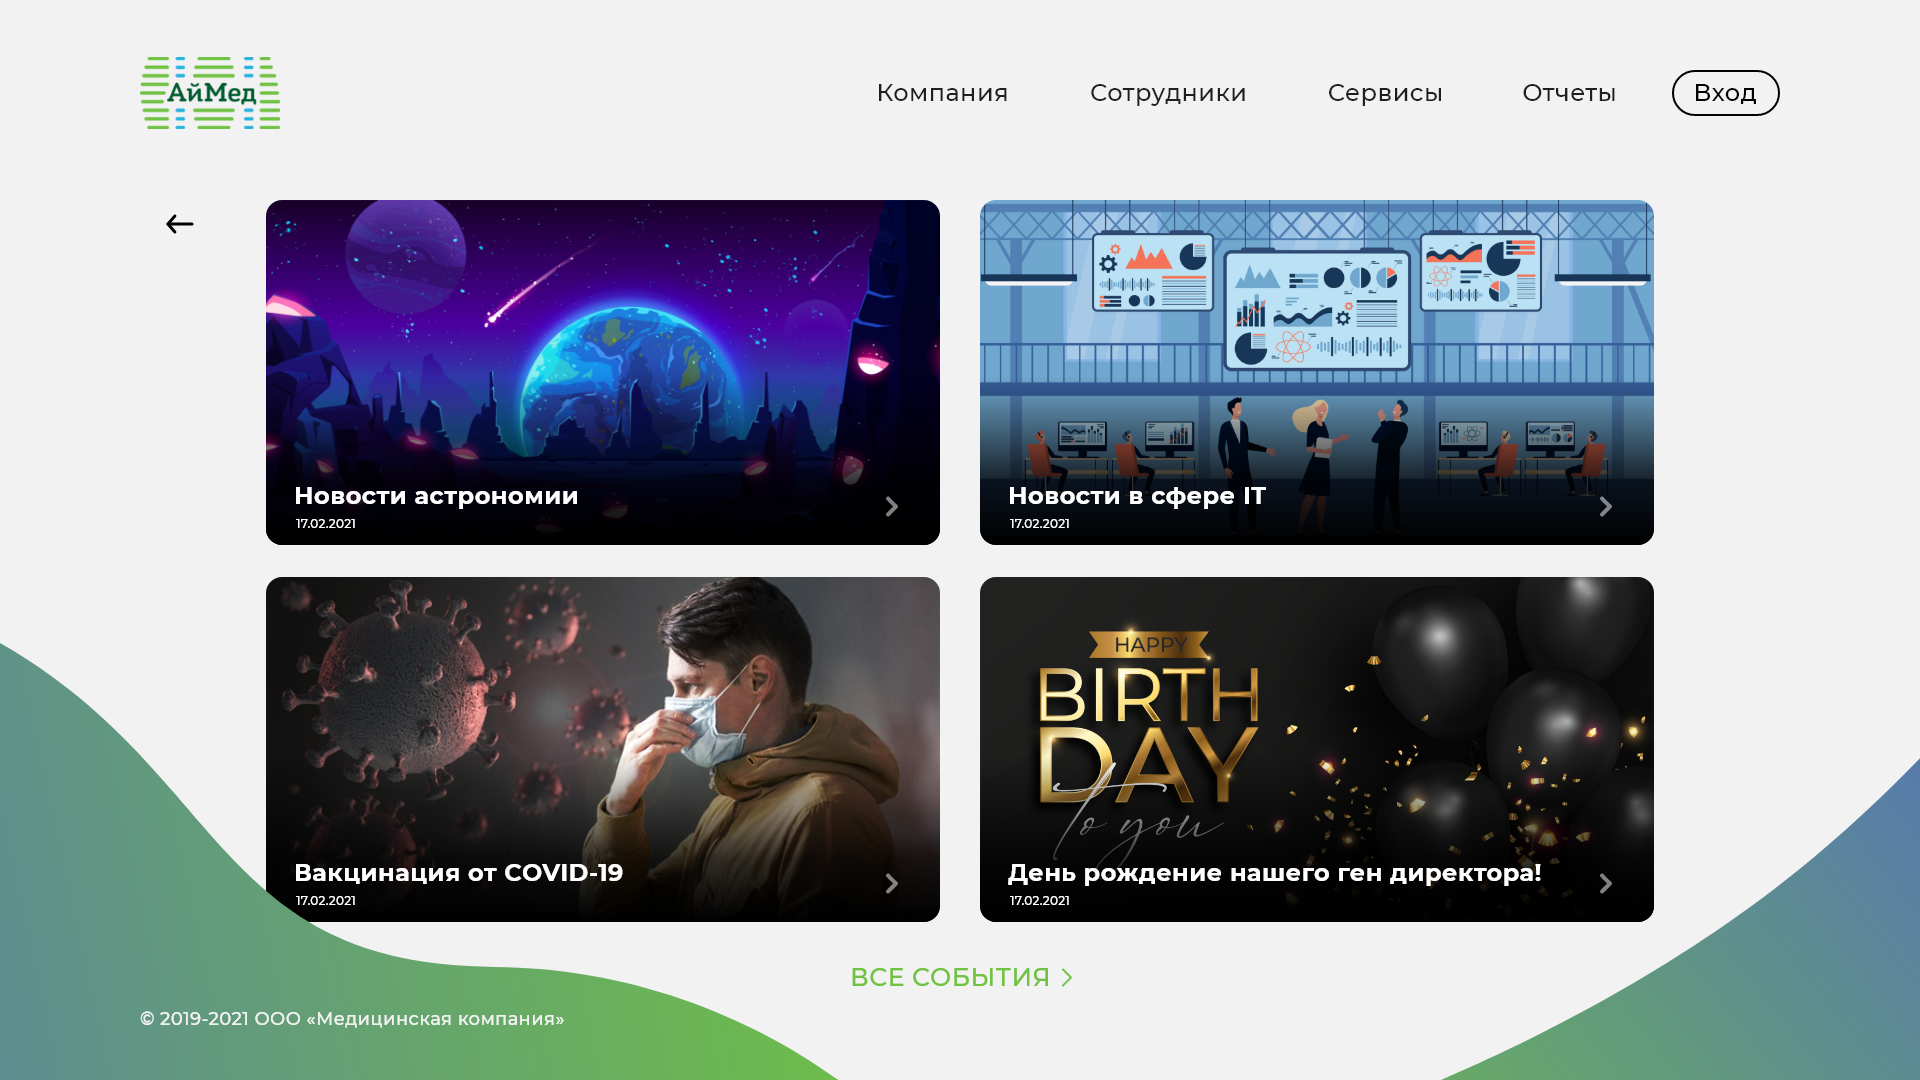 АйМед
Компания
Сотрудники
Сервисы
Отчеты
Вход
Новости астрономии
17.02.2021
Новости в сфере IT
17.02.2021
Вакцинация от COVID-19
17.02.2021
HAPPY
BIRTH
DAY
To you
День рождение нашего ген директора!
17.02.2021
ВСЕ СОБЫТИЯ
© 2019-2021 ООО «Медицинская компания»